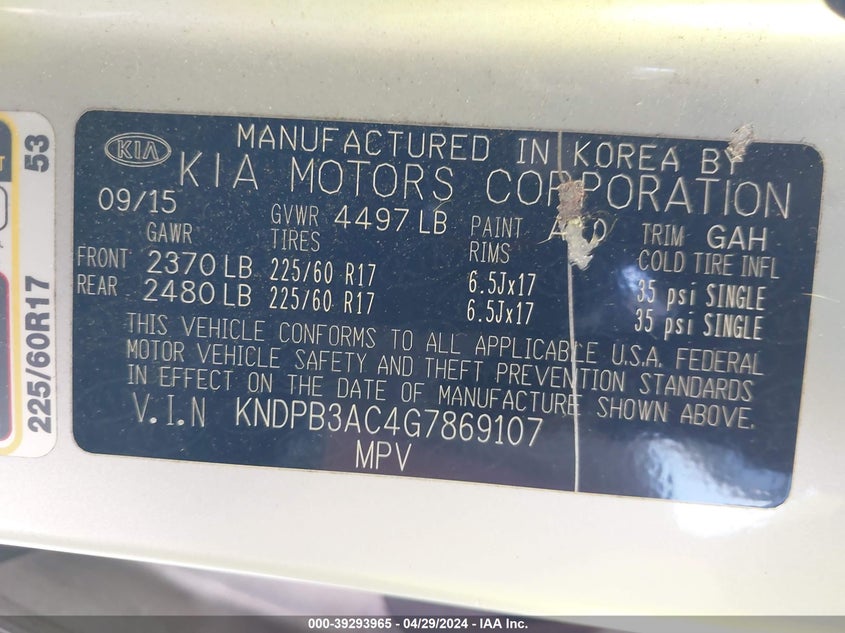 KIA
MANUFACTURED IN KOREA BY
KIA MOTORS CORPORATION
09/15
GVWR 4497 LB
PAINT
TRIM GAH
GAWR
TIRES
RIMS
COLD TIRE INFL
FRONT 2370 LB 225/60 R17 6.5Jx17 35 psi SINGLE
REAR 2480 LB 225/60 R17 6.5Jx17 35 psi SINGLE
THIS VEHICLE CONFORMS TO ALL APPLICABLE U.S.A. FEDERAL
MOTOR VEHICLE SAFETY AND THEFT PREVENTION STANDARDS
IN EFFECT ON THE DATE OF MANUFACTURE SHOWN ABOVE.
V.I.N KNDPB3AC4G7869107
MPV
225/60R17 53
000-39293965 - 04/29/2024 - IAA Inc.